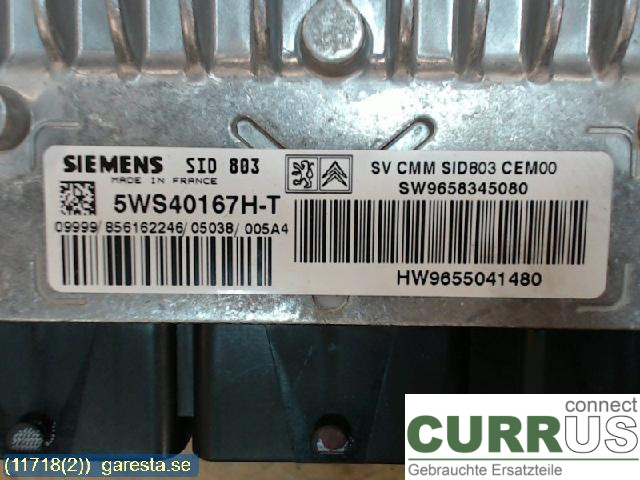 SIEMENS SID 803
MADE IN FRANCE
5WS40167H-T
09999/856162246/05038/005A4
SV CMM SID803 CEM00
SW9658345080
HW9655041480
connect
CURRUS
Gebrauchte Ersatzteile
(11718(2)) garesta.se